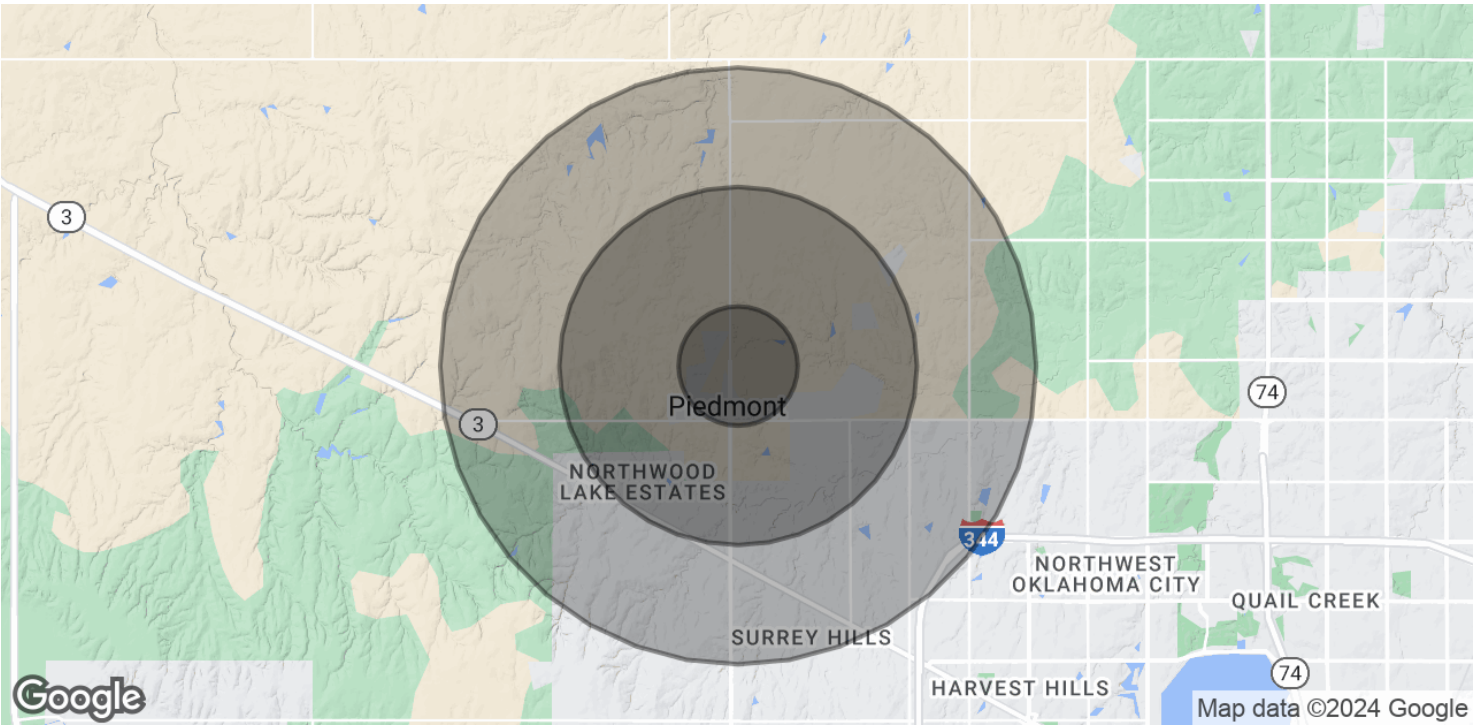 3
74
Piedmont
3
NORTHWOOD
LAKE ESTATES
344
NORTHWEST
OKLAHOMA CITY
QUAIL CREEK
SURREY HILLS
74
HARVEST HILLS
Google
Map data ©2024 Google